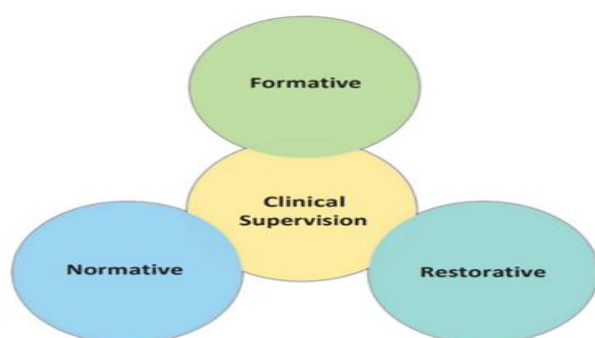 Formative
Clinical
Supervision
Normative
Restorative